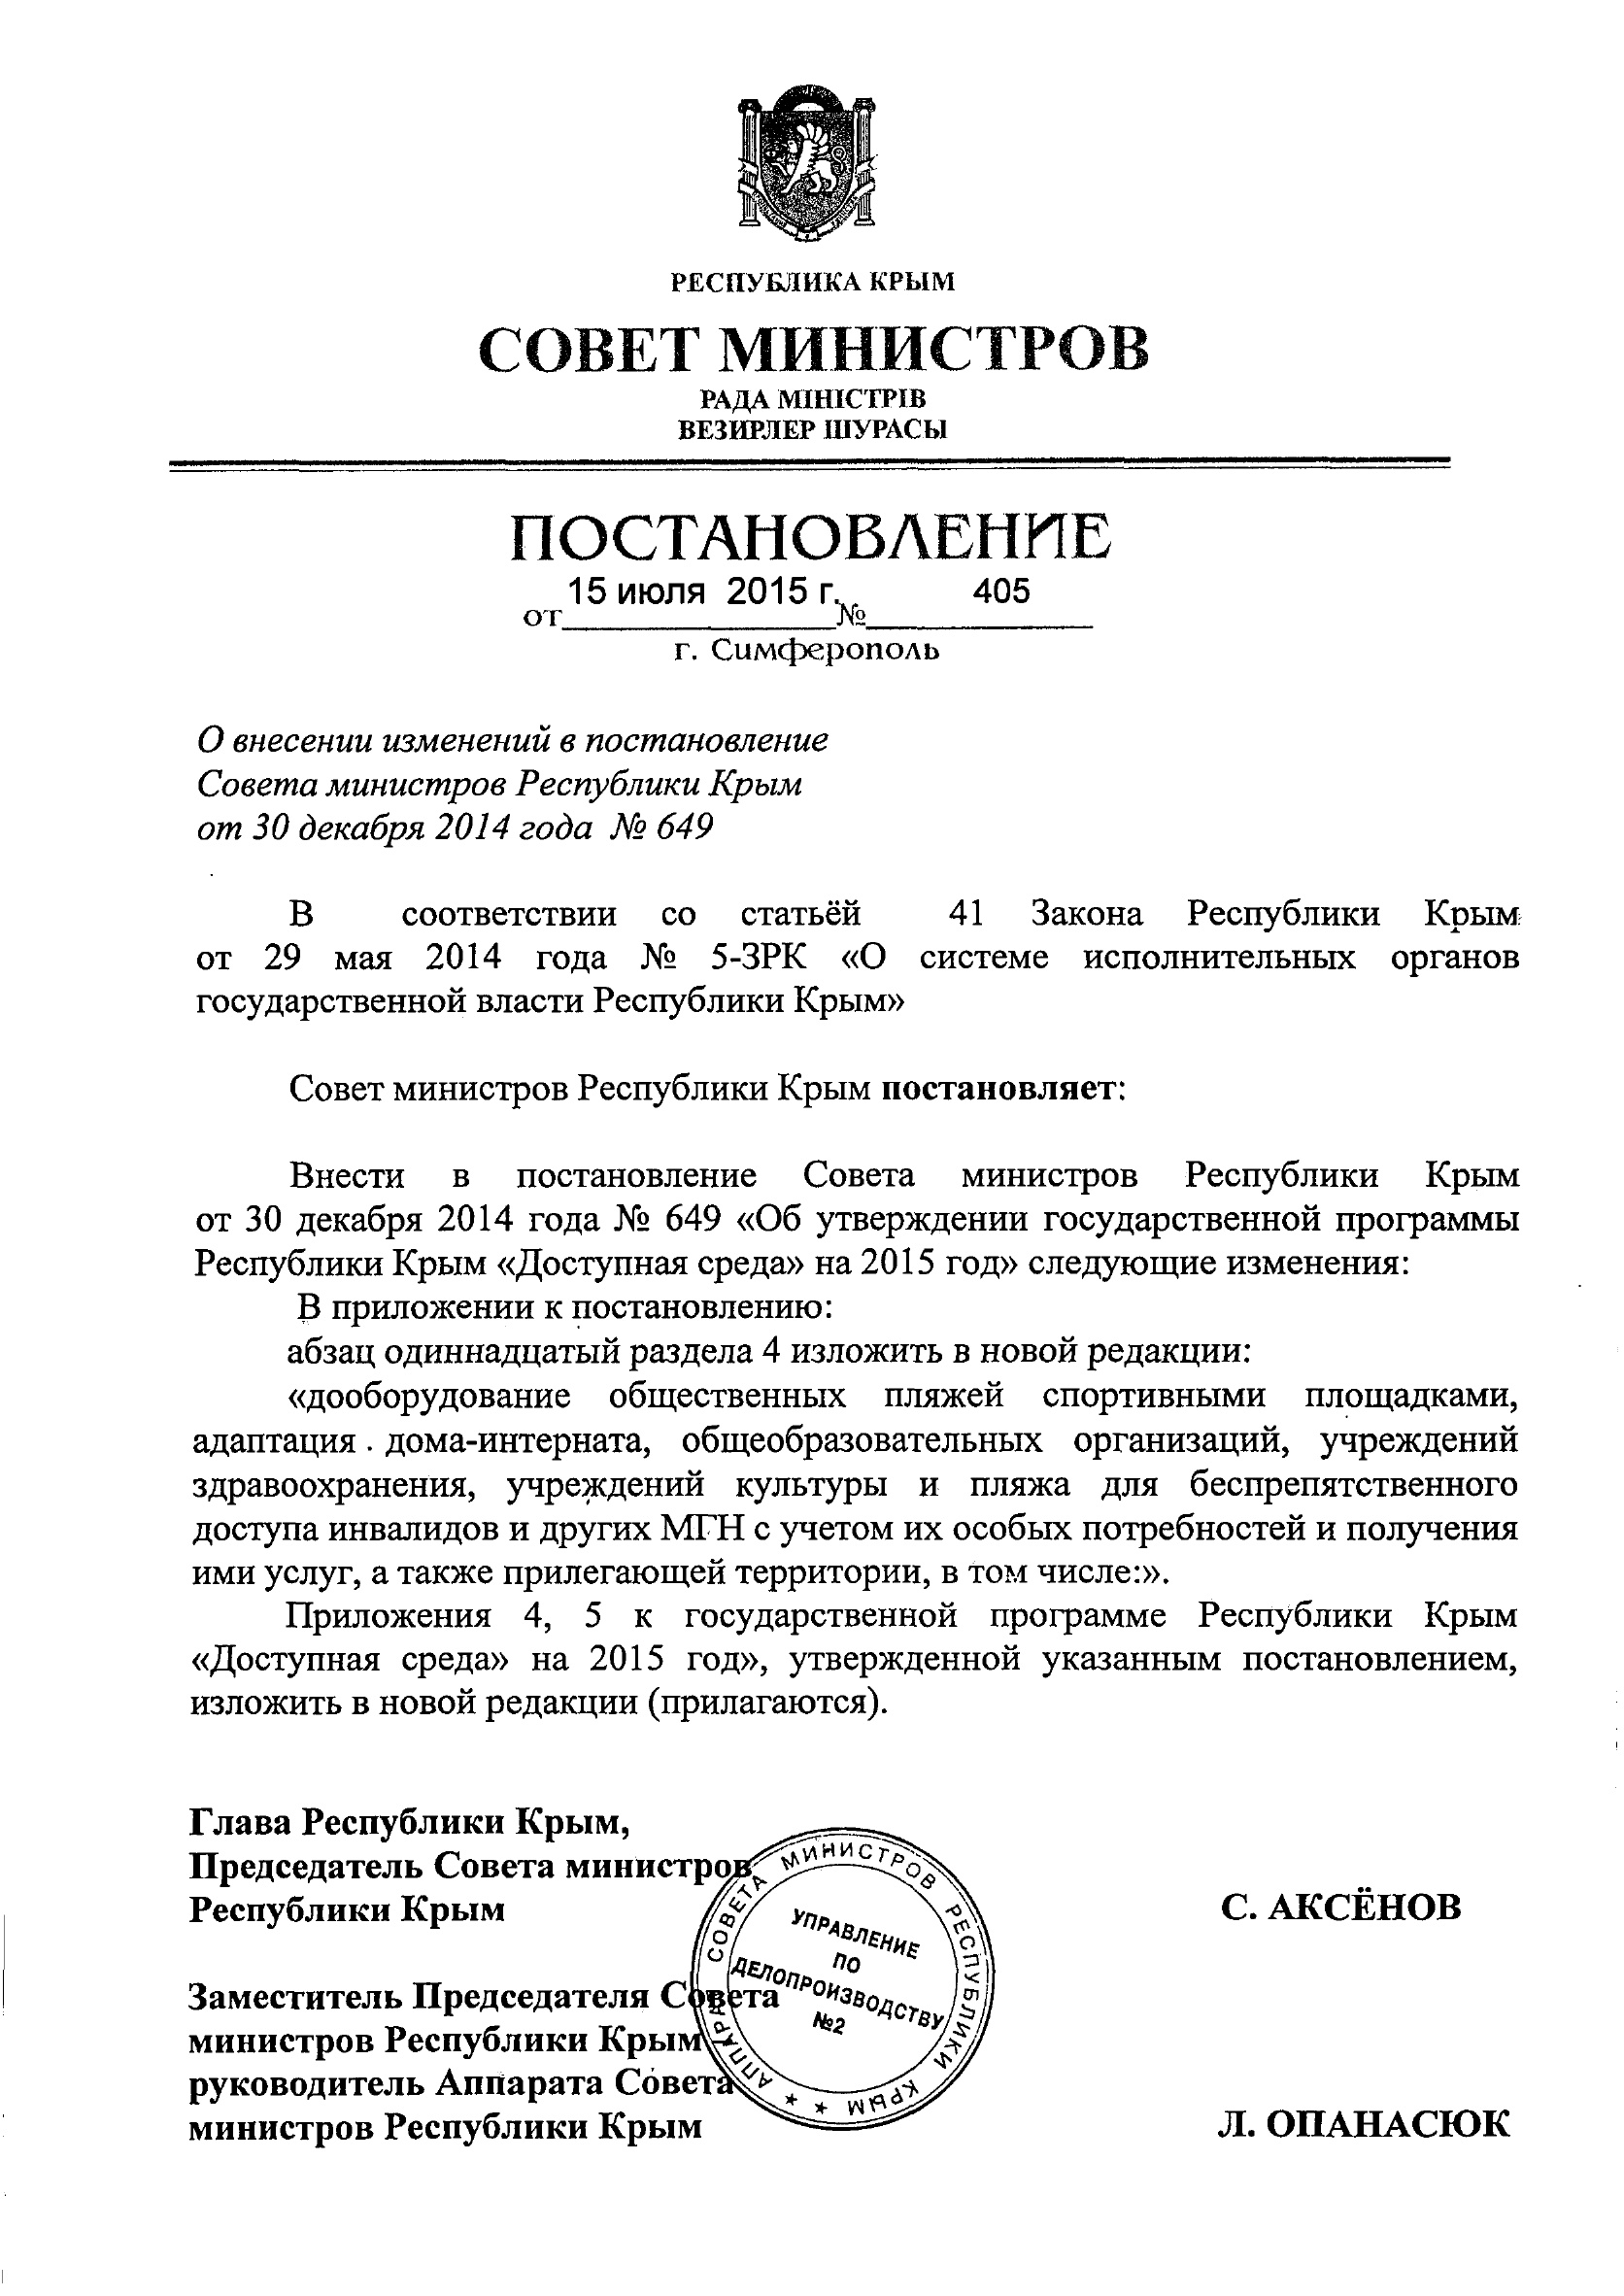 РЕСПУБЛИКА КРЫМ
СОВЕТ МИНИСТРОВ
РАДА МІНІСТРІВ
ВЕЗИРЛЕР ШУРАСЫ
ПОСТАНОВЛЕНИЕ
от 15 июля 2015 г. № 405
г. Симферополь
О внесении изменений в постановление
Совета министров Республики Крым
от 30 декабря 2014 года № 649
В соответствии со статьёй 41 Закона Республики Крым
от 29 мая 2014 года № 5-ЗРК «О системе исполнительных органов
государственной власти Республики Крым»
Совет министров Республики Крым постановляет:
Внести в постановление Совета министров Республики Крым
от 30 декабря 2014 года № 649 «Об утверждении государственной программы
Республики Крым «Доступная среда» на 2015 год» следующие изменения:
В приложении к постановлению:
абзац одиннадцатый раздела 4 изложить в новой редакции:
«дооборудование общественных пляжей спортивными площадками,
адаптация дома-интерната, общеобразовательных организаций, учреждений
здравоохранения, учреждений культуры и пляжа для беспрепятственного
доступа инвалидов и других МГН с учетом их особых потребностей и получения
ими услуг, а также прилегающей территории, в том числе:».
Приложения 4, 5 к государственной программе Республики Крым
«Доступная среда» на 2015 год», утвержденной указанным постановлением,
изложить в новой редакции (прилагаются).
Глава Республики Крым,
Председатель Совета министров
Республики Крым С. АКСЁНОВ
Заместитель Председателя Совета
министров Республики Крым
руководитель Аппарата Совета
министров Республики Крым Л. ОПАНАСЮК
АППАРАТ СОВЕТА МИНИСТРОВ РЕСПУБЛИКИ КРЫМ
УПРАВЛЕНИЕ
ПО
ДЕЛОПРОИЗВОДСТВУ
№2